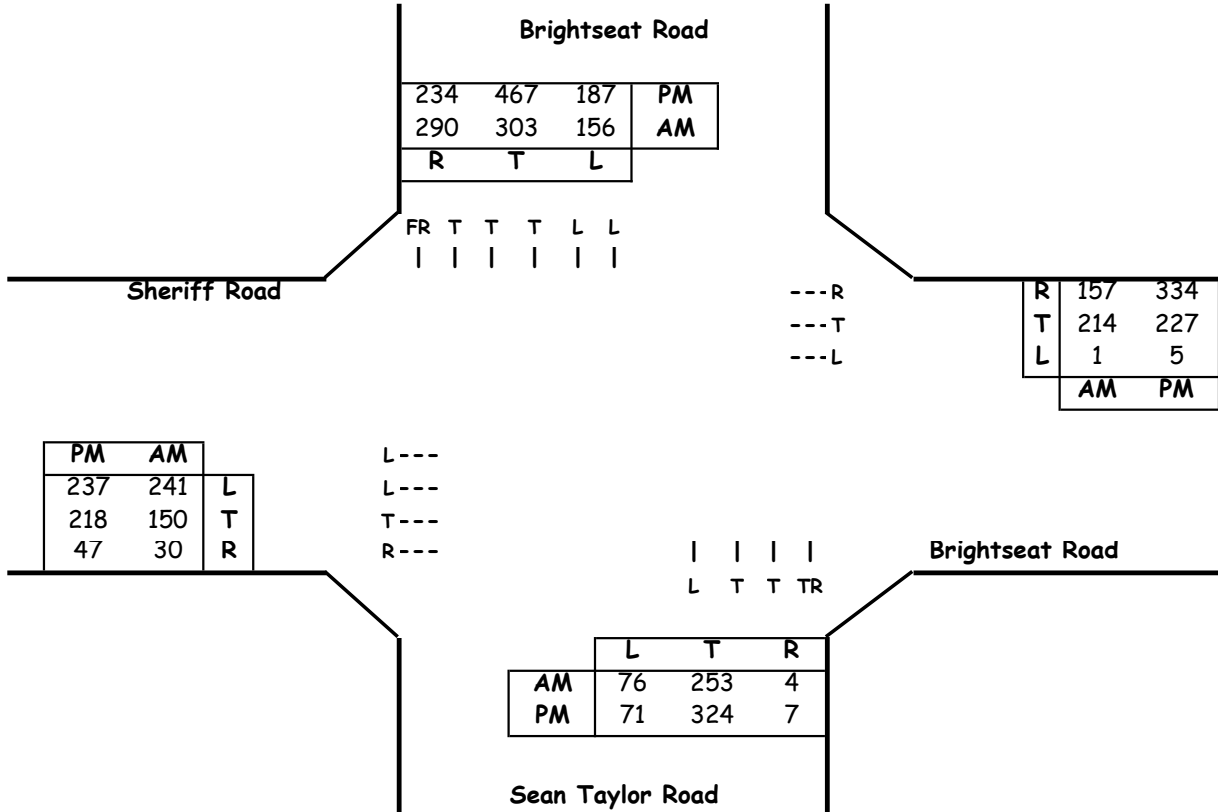 Brightseat Road
234 467 187 PM
290 303 156 AM
R T L
FR T T T L L
Sheriff Road
---R
---T
---L
R 157 334
T 214 227
L 1 5
AM PM
PM AM
237 241 L
218 150 T
47 30 R
L---
L---
T---
R---
Brightseat Road
L T T TR
L T R
AM 76 253 4
PM 71 324 7
Sean Taylor Road